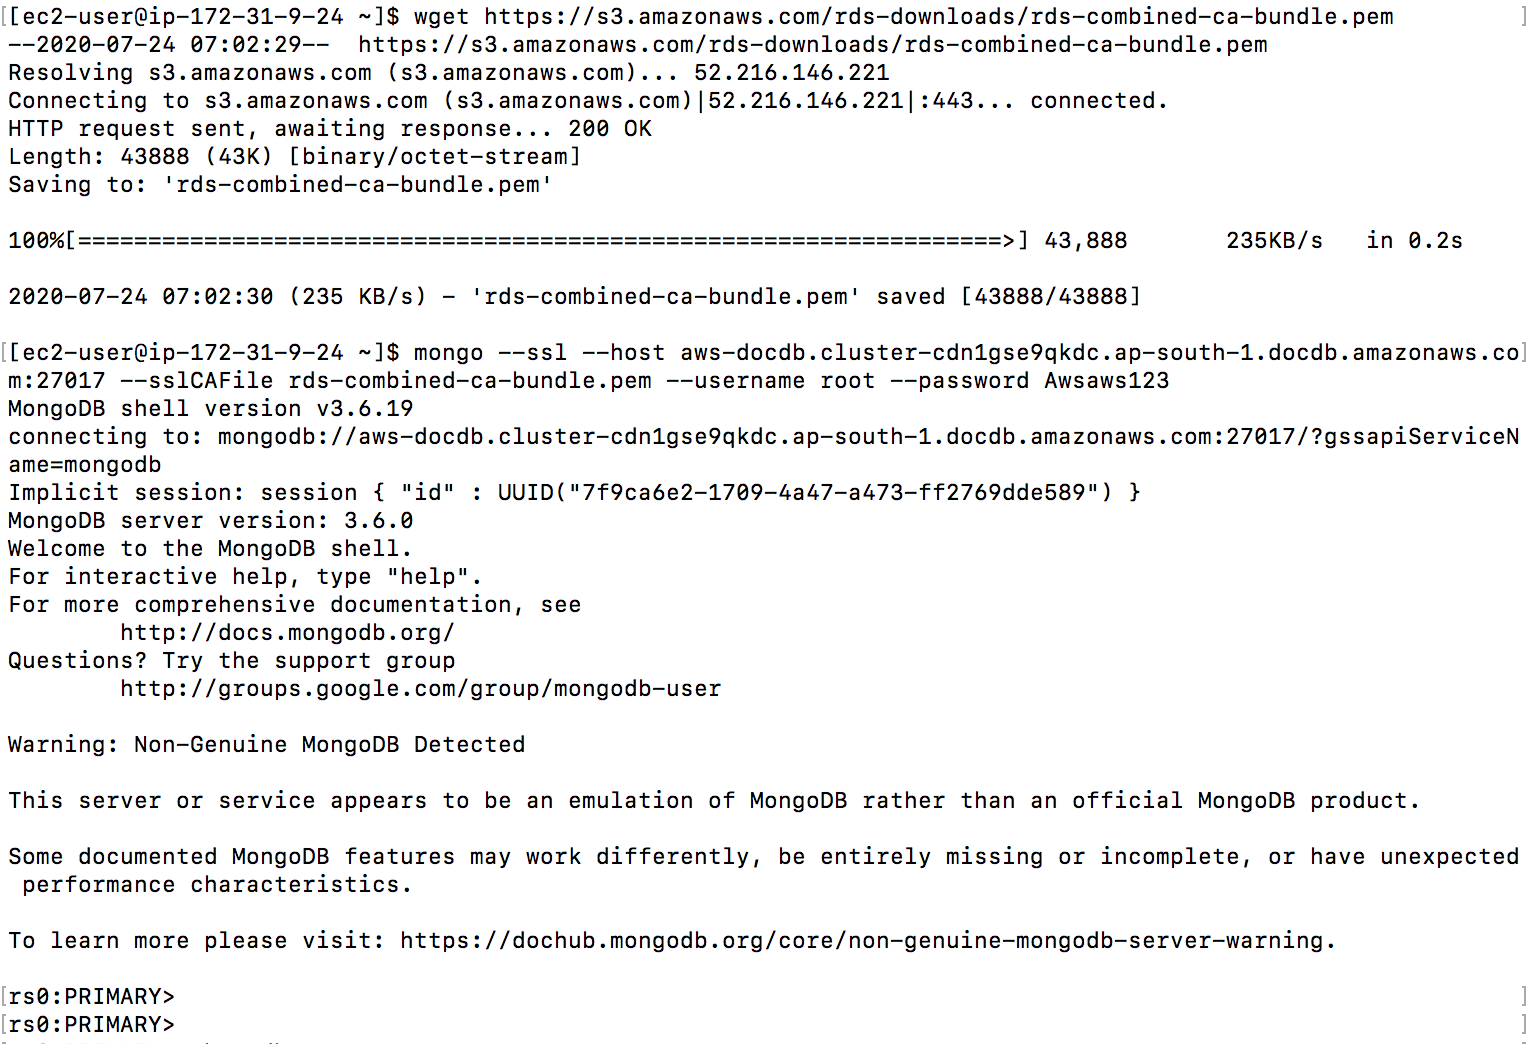 [[ec2-user@ip-172-31-9-24 ~]$ wget https://s3.amazonaws.com/rds-downloads/rds-combined-ca-bundle.pem ]
--2020-07-24 07:02:29--  https://s3.amazonaws.com/rds-downloads/rds-combined-ca-bundle.pem
Resolving s3.amazonaws.com (s3.amazonaws.com)... 52.216.146.221
Connecting to s3.amazonaws.com (s3.amazonaws.com)|52.216.146.221|:443... connected.
HTTP request sent, awaiting response... 200 OK
Length: 43888 (43K) [binary/octet-stream]
Saving to: 'rds-combined-ca-bundle.pem'
100%[==================================================================>] 43,888       235KB/s   in 0.2s
2020-07-24 07:02:30 (235 KB/s) - 'rds-combined-ca-bundle.pem' saved [43888/43888]
[[ec2-user@ip-172-31-9-24 ~]$ mongo --ssl --host aws-docdb.cluster-cdn1gse9qkdc.ap-south-1.docdb.amazonaws.co]
m:27017 --sslCAFile rds-combined-ca-bundle.pem --username root --password Awsaws123
MongoDB shell version v3.6.19
connecting to: mongodb://aws-docdb.cluster-cdn1gse9qkdc.ap-south-1.docdb.amazonaws.com:27017/?gssapiServiceN
ame=mongodb
Implicit session: session { "id" : UUID("7f9ca6e2-1709-4a47-a473-ff2769dde589") }
MongoDB server version: 3.6.0
Welcome to the MongoDB shell.
For interactive help, type "help".
For more comprehensive documentation, see
        http://docs.mongodb.org/
Questions? Try the support group
        http://groups.google.com/group/mongodb-user
Warning: Non-Genuine MongoDB Detected
This server or service appears to be an emulation of MongoDB rather than an official MongoDB product.
Some documented MongoDB features may work differently, be entirely missing or incomplete, or have unexpected
 performance characteristics.
To learn more please visit: https://dochub.mongodb.org/core/non-genuine-mongodb-server-warning.
[rs0:PRIMARY> ]
[rs0:PRIMARY> ]